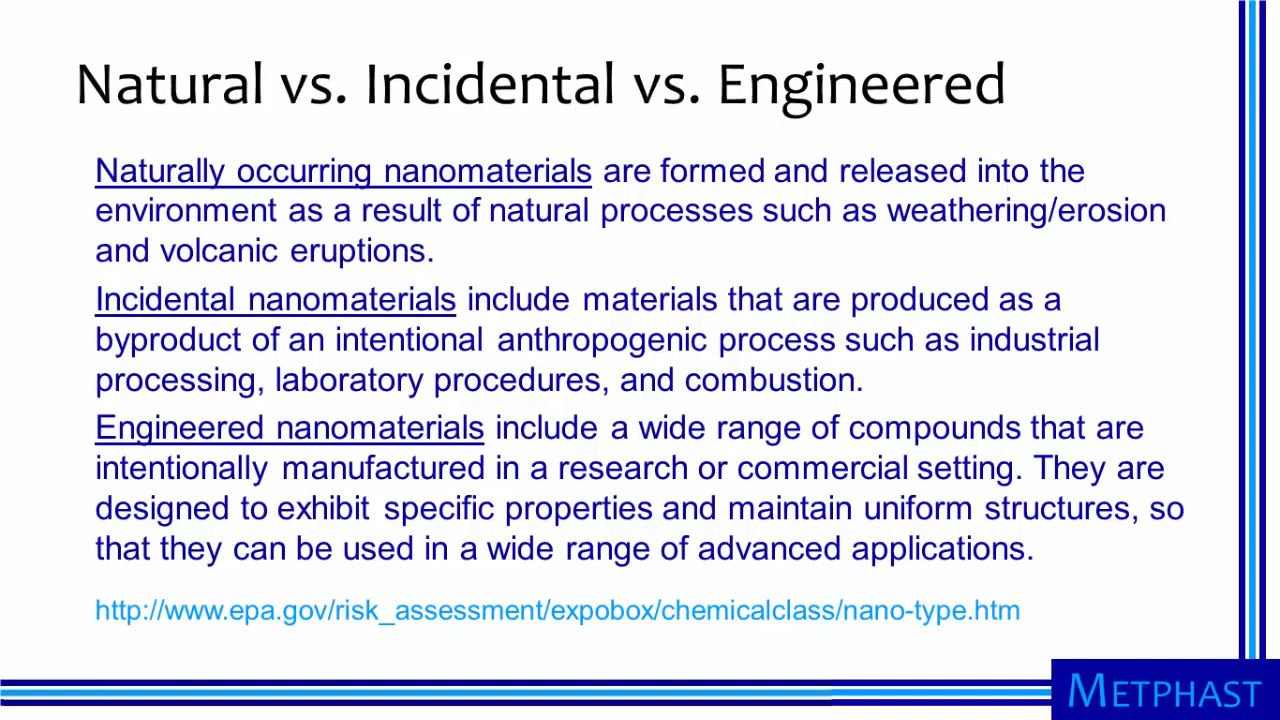 Natural vs. Incidental vs. Engineered
Naturally occurring nanomaterials are formed and released into the
environment as a result of natural processes such as weathering/erosion
and volcanic eruptions.
Incidental nanomaterials include materials that are produced as a
byproduct of an intentional anthropogenic process such as industrial
processing, laboratory procedures, and combustion.
Engineered nanomaterials include a wide range of compounds that are
intentionally manufactured in a research or commercial setting. They are
designed to exhibit specific properties and maintain uniform structures, so
that they can be used in a wide range of advanced applications.
http://www.epa.gov/risk_assessment/expobox/chemicalclass/nano-type.htm
METPHAST